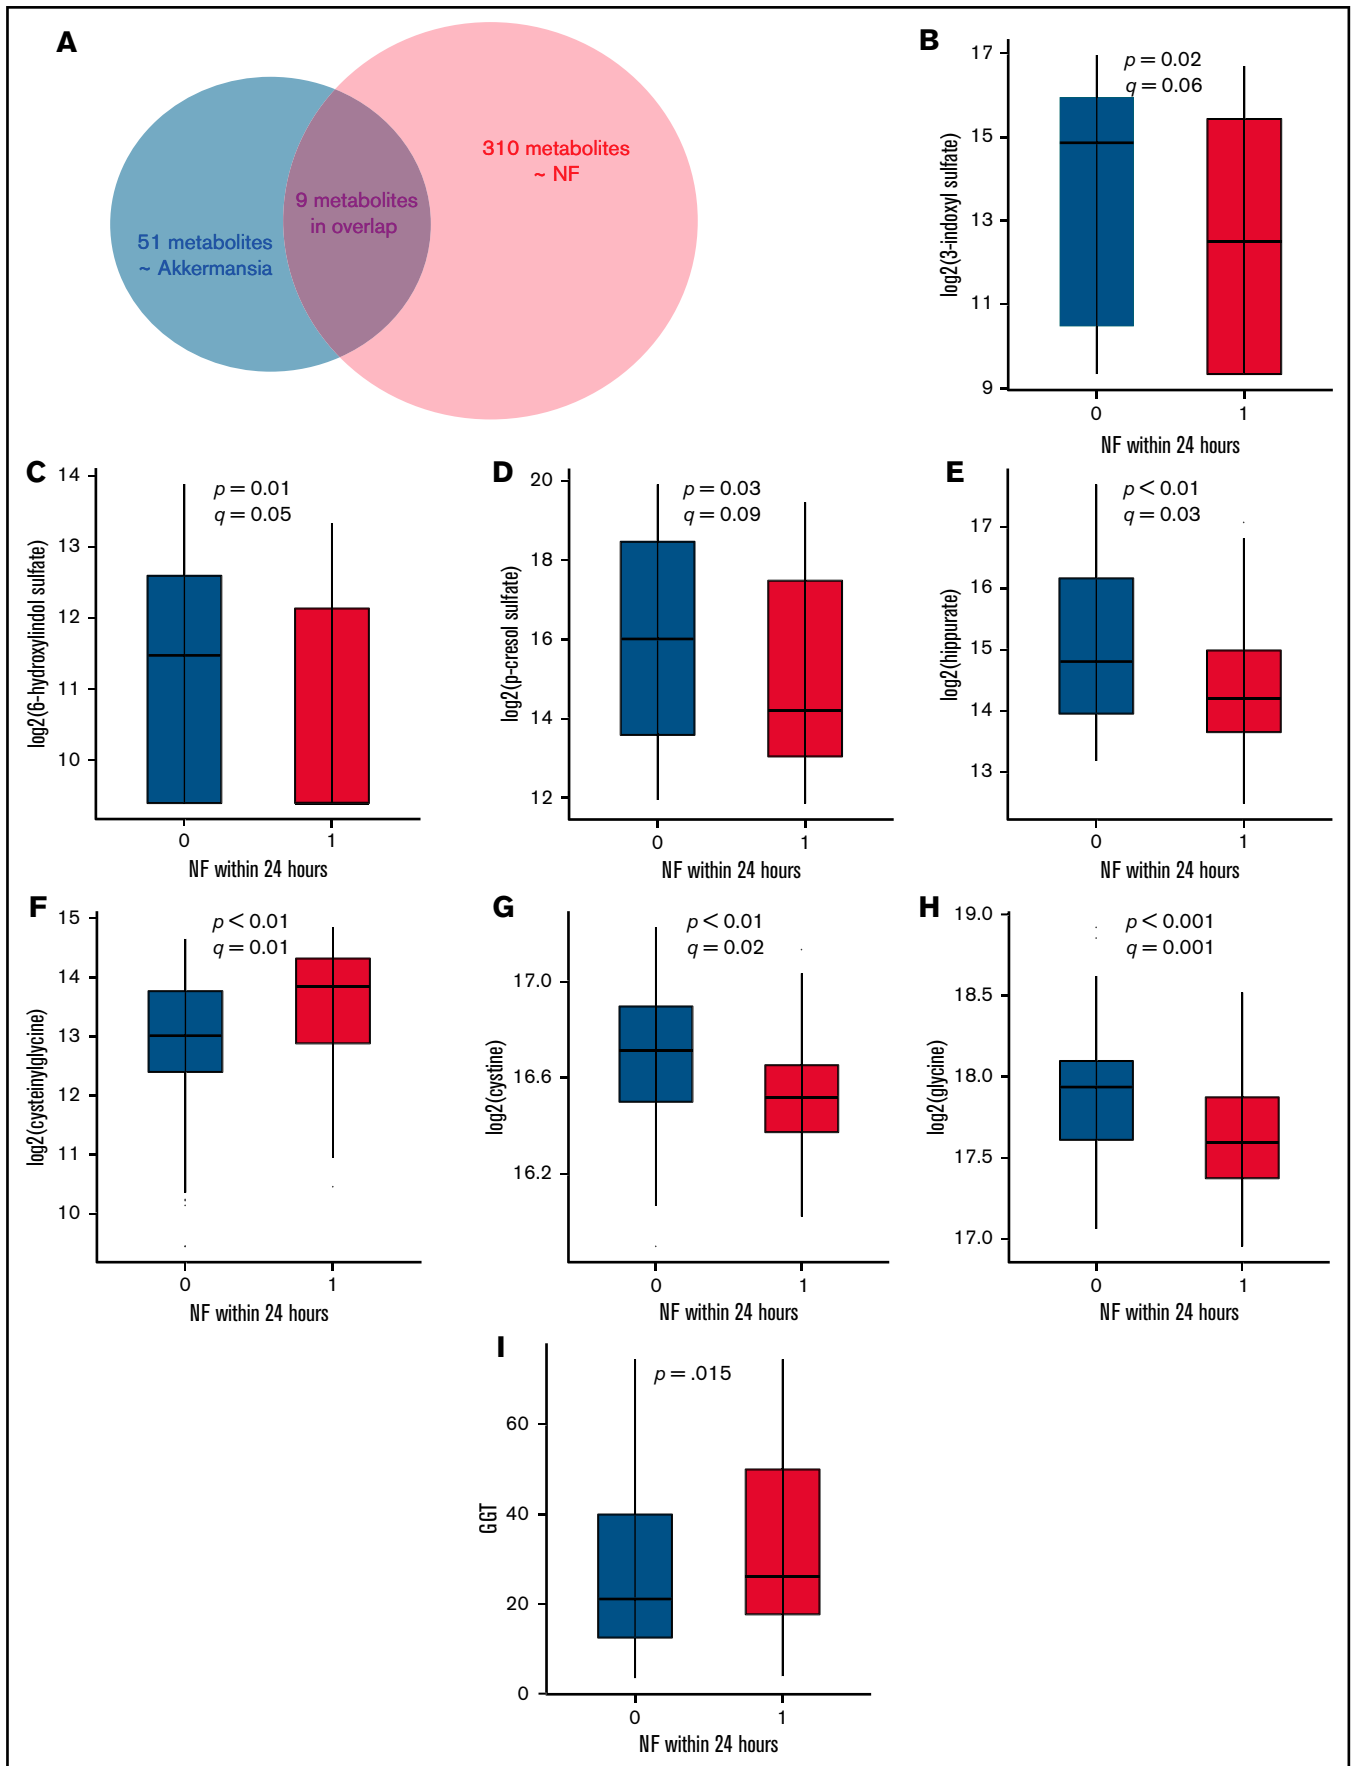 A
310 metabolites
~ NF
9 metabolites
in overlap
51 metabolites
~ Akkermansia
B
p = 0.02
q = 0.06
log2(3-indoxyl sulfate)
17
15
13
11
9
0
1
NF within 24 hours
C
p = 0.01
q = 0.05
log2(6-hydroxylindol sulfate)
14
13
12
11
10
0
1
NF within 24 hours
D
p = 0.03
q = 0.09
log2(p-cresol sulfate)
20
18
16
14
12
0
1
NF within 24 hours
E
p < 0.01
q = 0.03
log2(hippurate)
17
16
15
14
13
0
1
NF within 24 hours
F
p < 0.01
q = 0.01
log2(cysteinylglycine)
15
14
13
12
11
10
0
1
NF within 24 hours
G
p < 0.01
q = 0.02
log2(cystine)
17.0
16.6
16.2
0
1
NF within 24 hours
H
p < 0.001
q = 0.001
log2(glycine)
19.0
18.5
18.0
17.5
17.0
0
1
NF within 24 hours
I
p = .015
GGT
60
40
20
0
0
1
NF within 24 hours